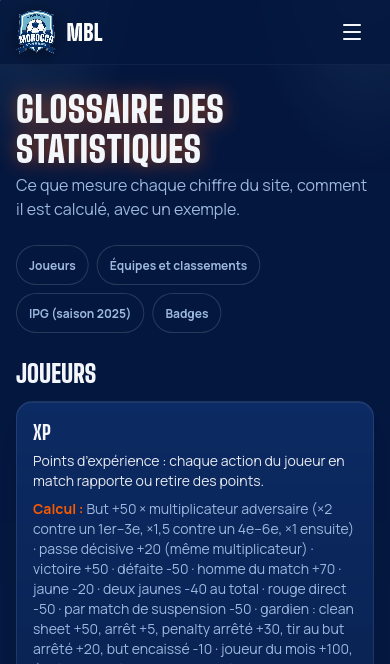 MOROCCO
MBL
GLOSSAIRE DES
STATISTIQUES
Ce que mesure chaque chiffre du site, comment
il est calculé, avec un exemple.
Joueurs
Équipes et classements
IPG (saison 2025)
Badges
JOUEURS
XP
Points d'expérience : chaque action du joueur en
match rapporte ou retire des points.
Calcul : But +50 × multiplicateur adversaire (×2
contre un 1er–3e, ×1,5 contre un 4e–6e, ×1 ensuite)
· passe décisive +20 (même multiplicateur) ·
victoire +50 · défaite -50 · homme du match +70 ·
jaune -20 · deux jaunes -40 au total · rouge direct
-50 · par match de suspension -50 · gardien : clean
sheet +50, arrêt +5, penalty arrêté +30, tir au but
arrêté +20, but encaissé -10 · joueur du mois +100,